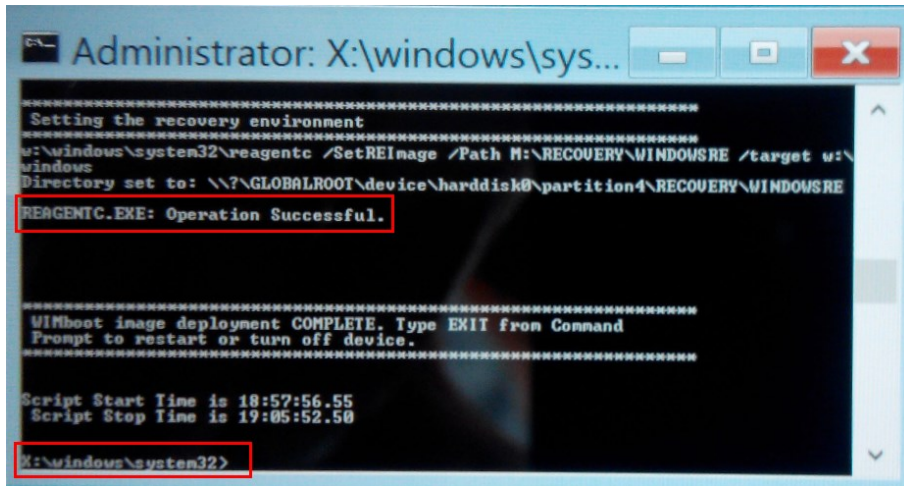 Administrator: X:\windows\sys...
****************************************************************
Setting the recovery environment
****************************************************************
w:\windows\system32\reagentc /SetREImage /Path M:\RECOVERY\WINDOWSRE /target w:\
windows
Directory set to: \\?\GLOBALROOT\device\harddisk0\partition4\RECOVERY\WINDOWSRE
REAGENTC.EXE: Operation Successful.
****************************************************************
WIMboot image deployment COMPLETE. Type EXIT from Command
Prompt to restart or turn off device.
****************************************************************
Script Start Time is 18:57:56.55
Script Stop Time is 19:05:52.50
X:\windows\system32>